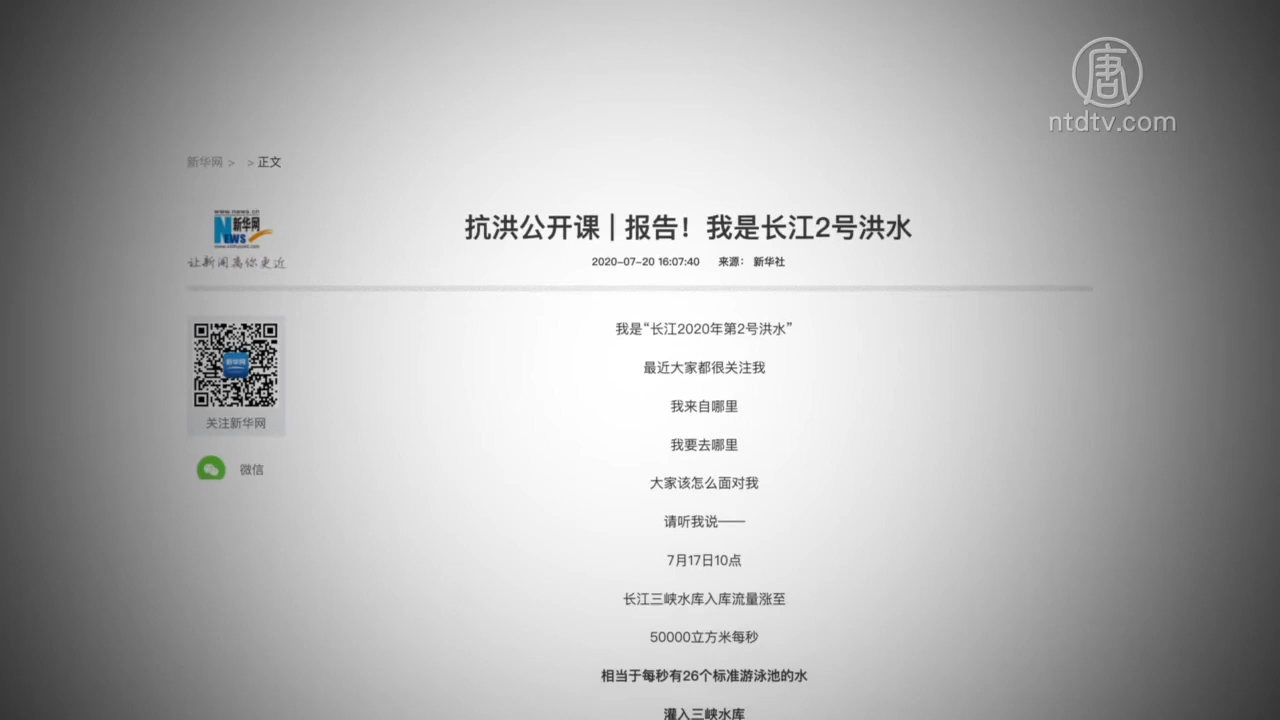 唐
ntdtv.com
新华网 > > 正文
www.news.cn
新华网
NEWS
让新闻离你更近
抗洪公开课 | 报告！我是长江2号洪水
2020-07-20 16:07:40 来源： 新华社
我是“长江2020年第2号洪水”
最近大家都很关注我
我来自哪里
我要去哪里
大家该怎么面对我
请听我说——
7月17日10点
长江三峡水库入库流量涨至
50000立方米每秒
相当于每秒有26个标准游泳池的水
灌入三峡水库
新华网
关注新华网
微信